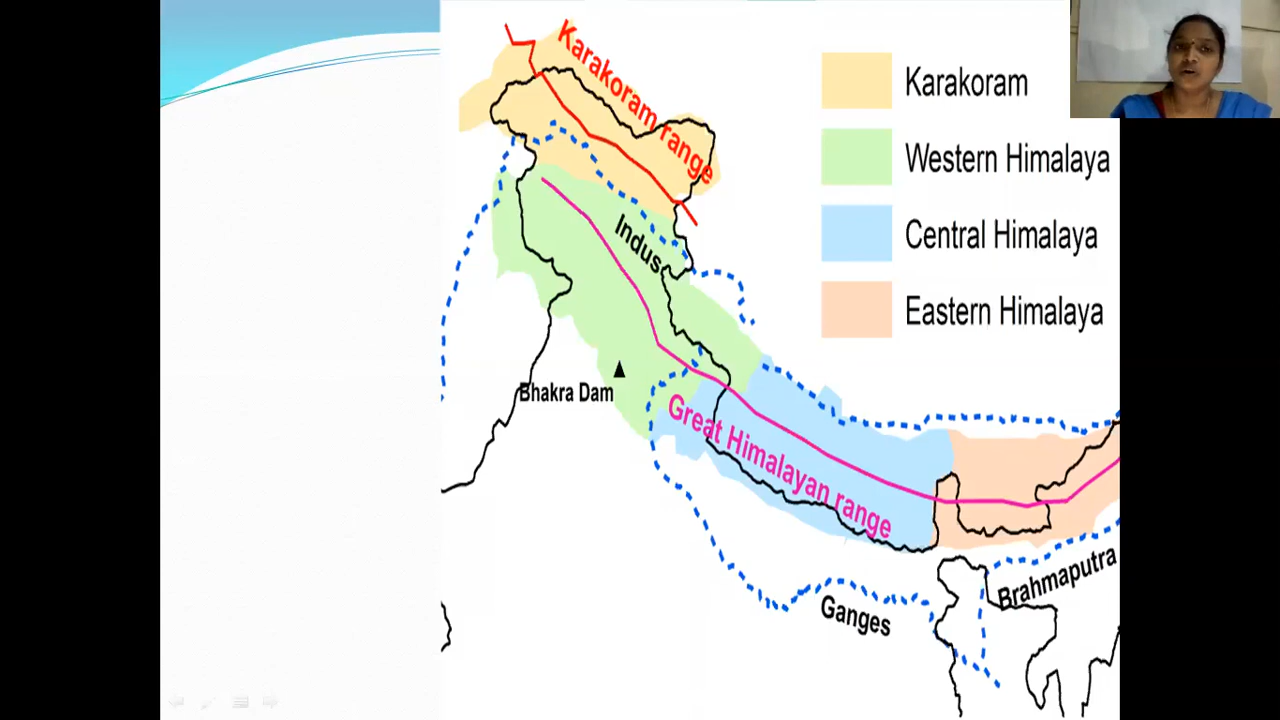 Karakoram range
Karakoram
Western Himalaya
Central Himalaya
Eastern Himalaya
Indus
Bhakra Dam
Great Himalayan range
Brahmaputra
Ganges